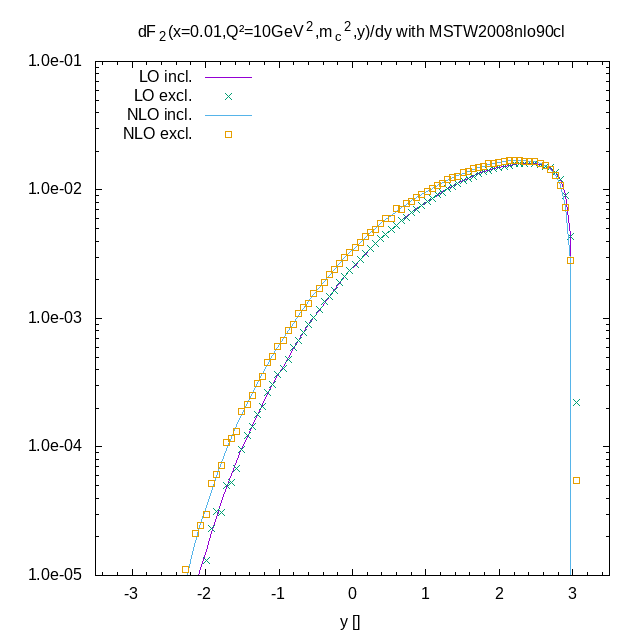 dF₂(x=0.01,Q²=10GeV²,m_c²,y)/dy with MSTW2008nlo90cl
1.0e-01
LO incl.
LO excl.
NLO incl.
NLO excl.
1.0e-02
1.0e-03
1.0e-04
1.0e-05
-3 -2 -1 0 1 2 3
y []